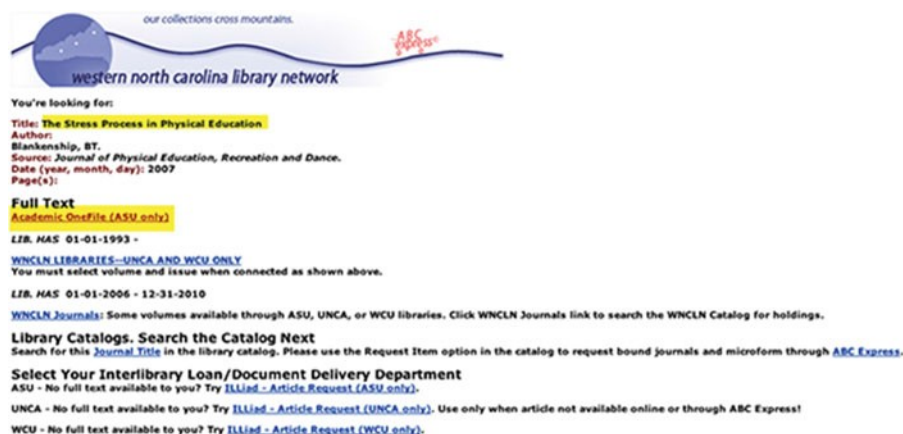 our collections cross mountains.
ABC
express
western north carolina library network
You're looking for:
Title: The Stress Process in Physical Education
Author:
Blankenship, BT.
Source: Journal of Physical Education, Recreation and Dance.
Date (year, month, day): 2007
Page(s):
Full Text
Academic OneFile (ASU only)
LIB. HAS 01-01-1993 -
WNCLN LIBRARIES--UNCA AND WCU ONLY
You must select volume and issue when connected as shown above.
LIB. HAS 01-01-2006 - 12-31-2010
WNCLN Journals: Some volumes available through ASU, UNCA, or WCU libraries. Click WNCLN Journals link to search the WNCLN Catalog for holdings.
Library Catalogs. Search the Catalog Next
Search for this Journal Title in the library catalog. Please use the Request Item option in the catalog to request bound journals and microform through ABC Express.
Select Your Interlibrary Loan/Document Delivery Department
ASU - No full text available to you? Try ILLiad - Article Request (ASU only).
UNCA - No full text available to you? Try ILLiad - Article Request (UNCA only). Use only when article not available online or through ABC Express!
WCU - No full text available to you? Try ILLiad - Article Request (WCU only).